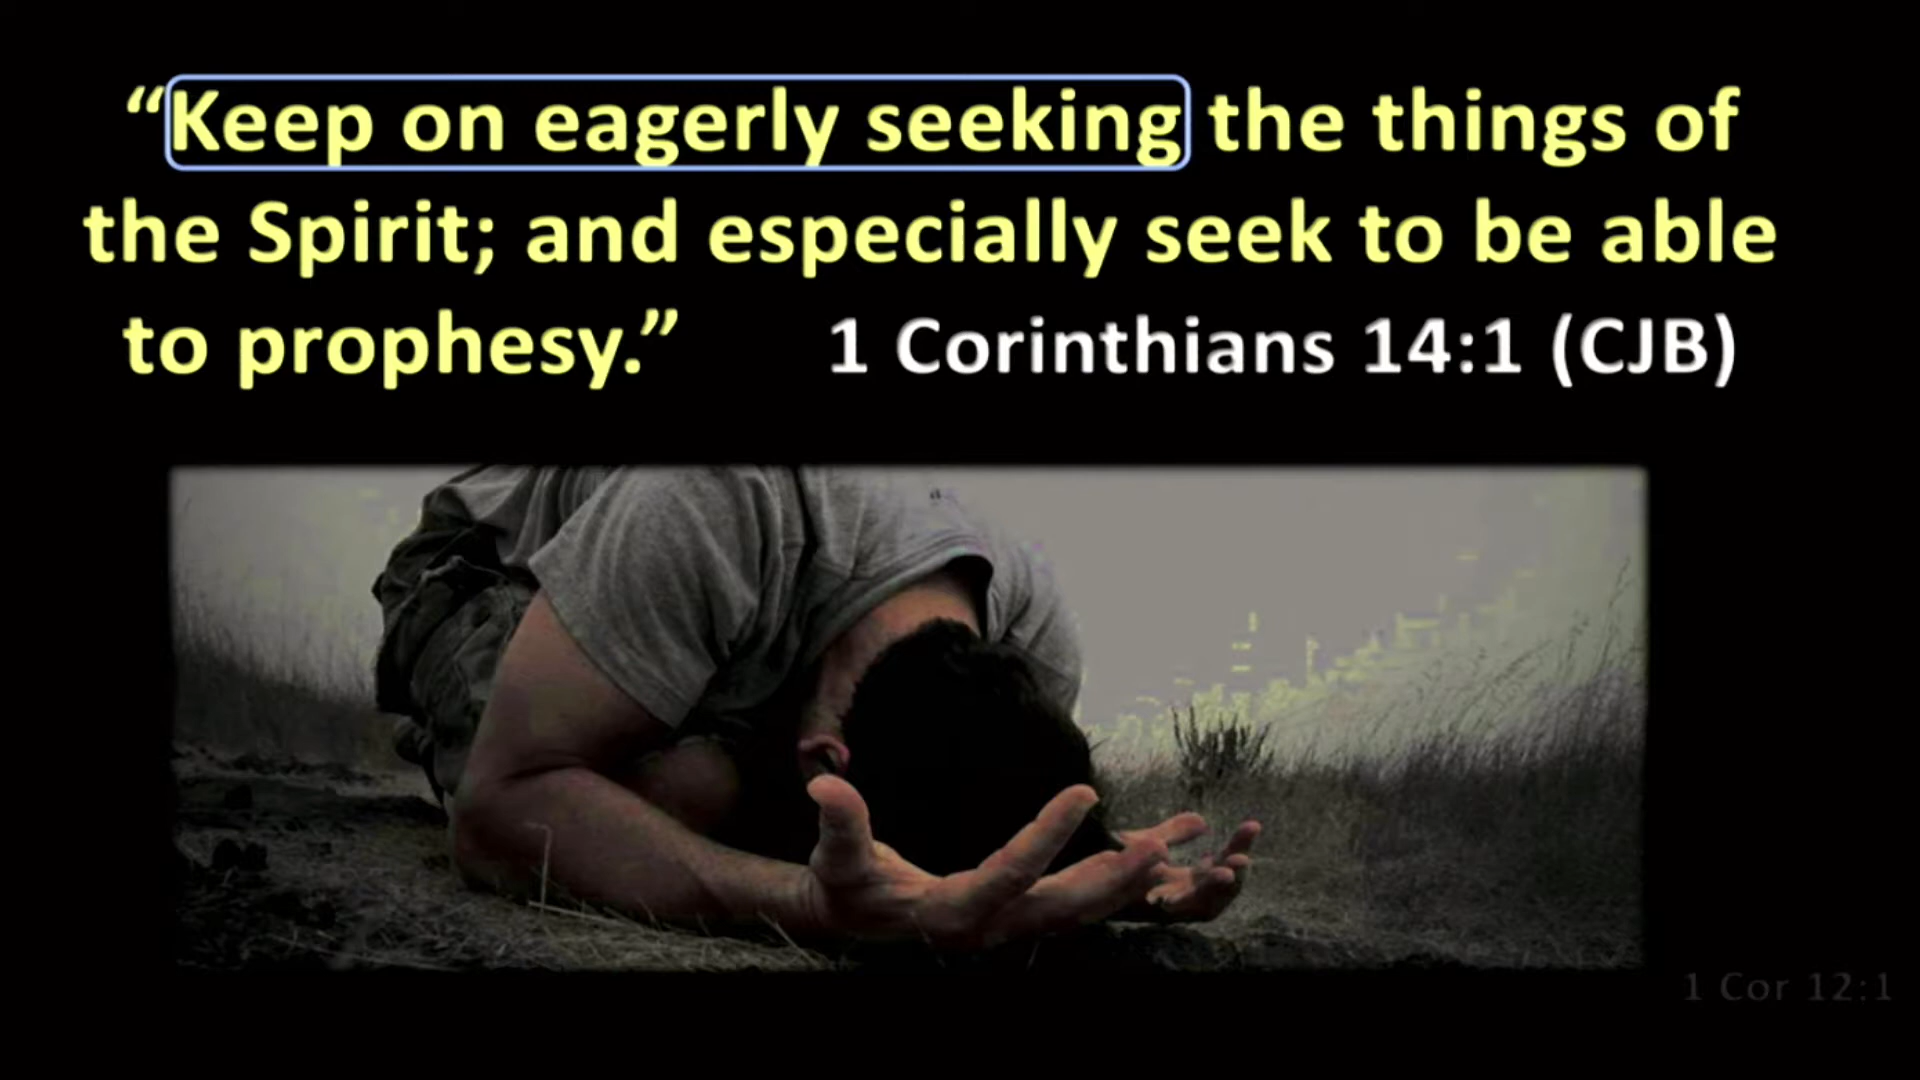 “Keep on eagerly seeking the things of
the Spirit; and especially seek to be able
to prophesy.” 1 Corinthians 14:1 (CJB)
1 Cor 12:1